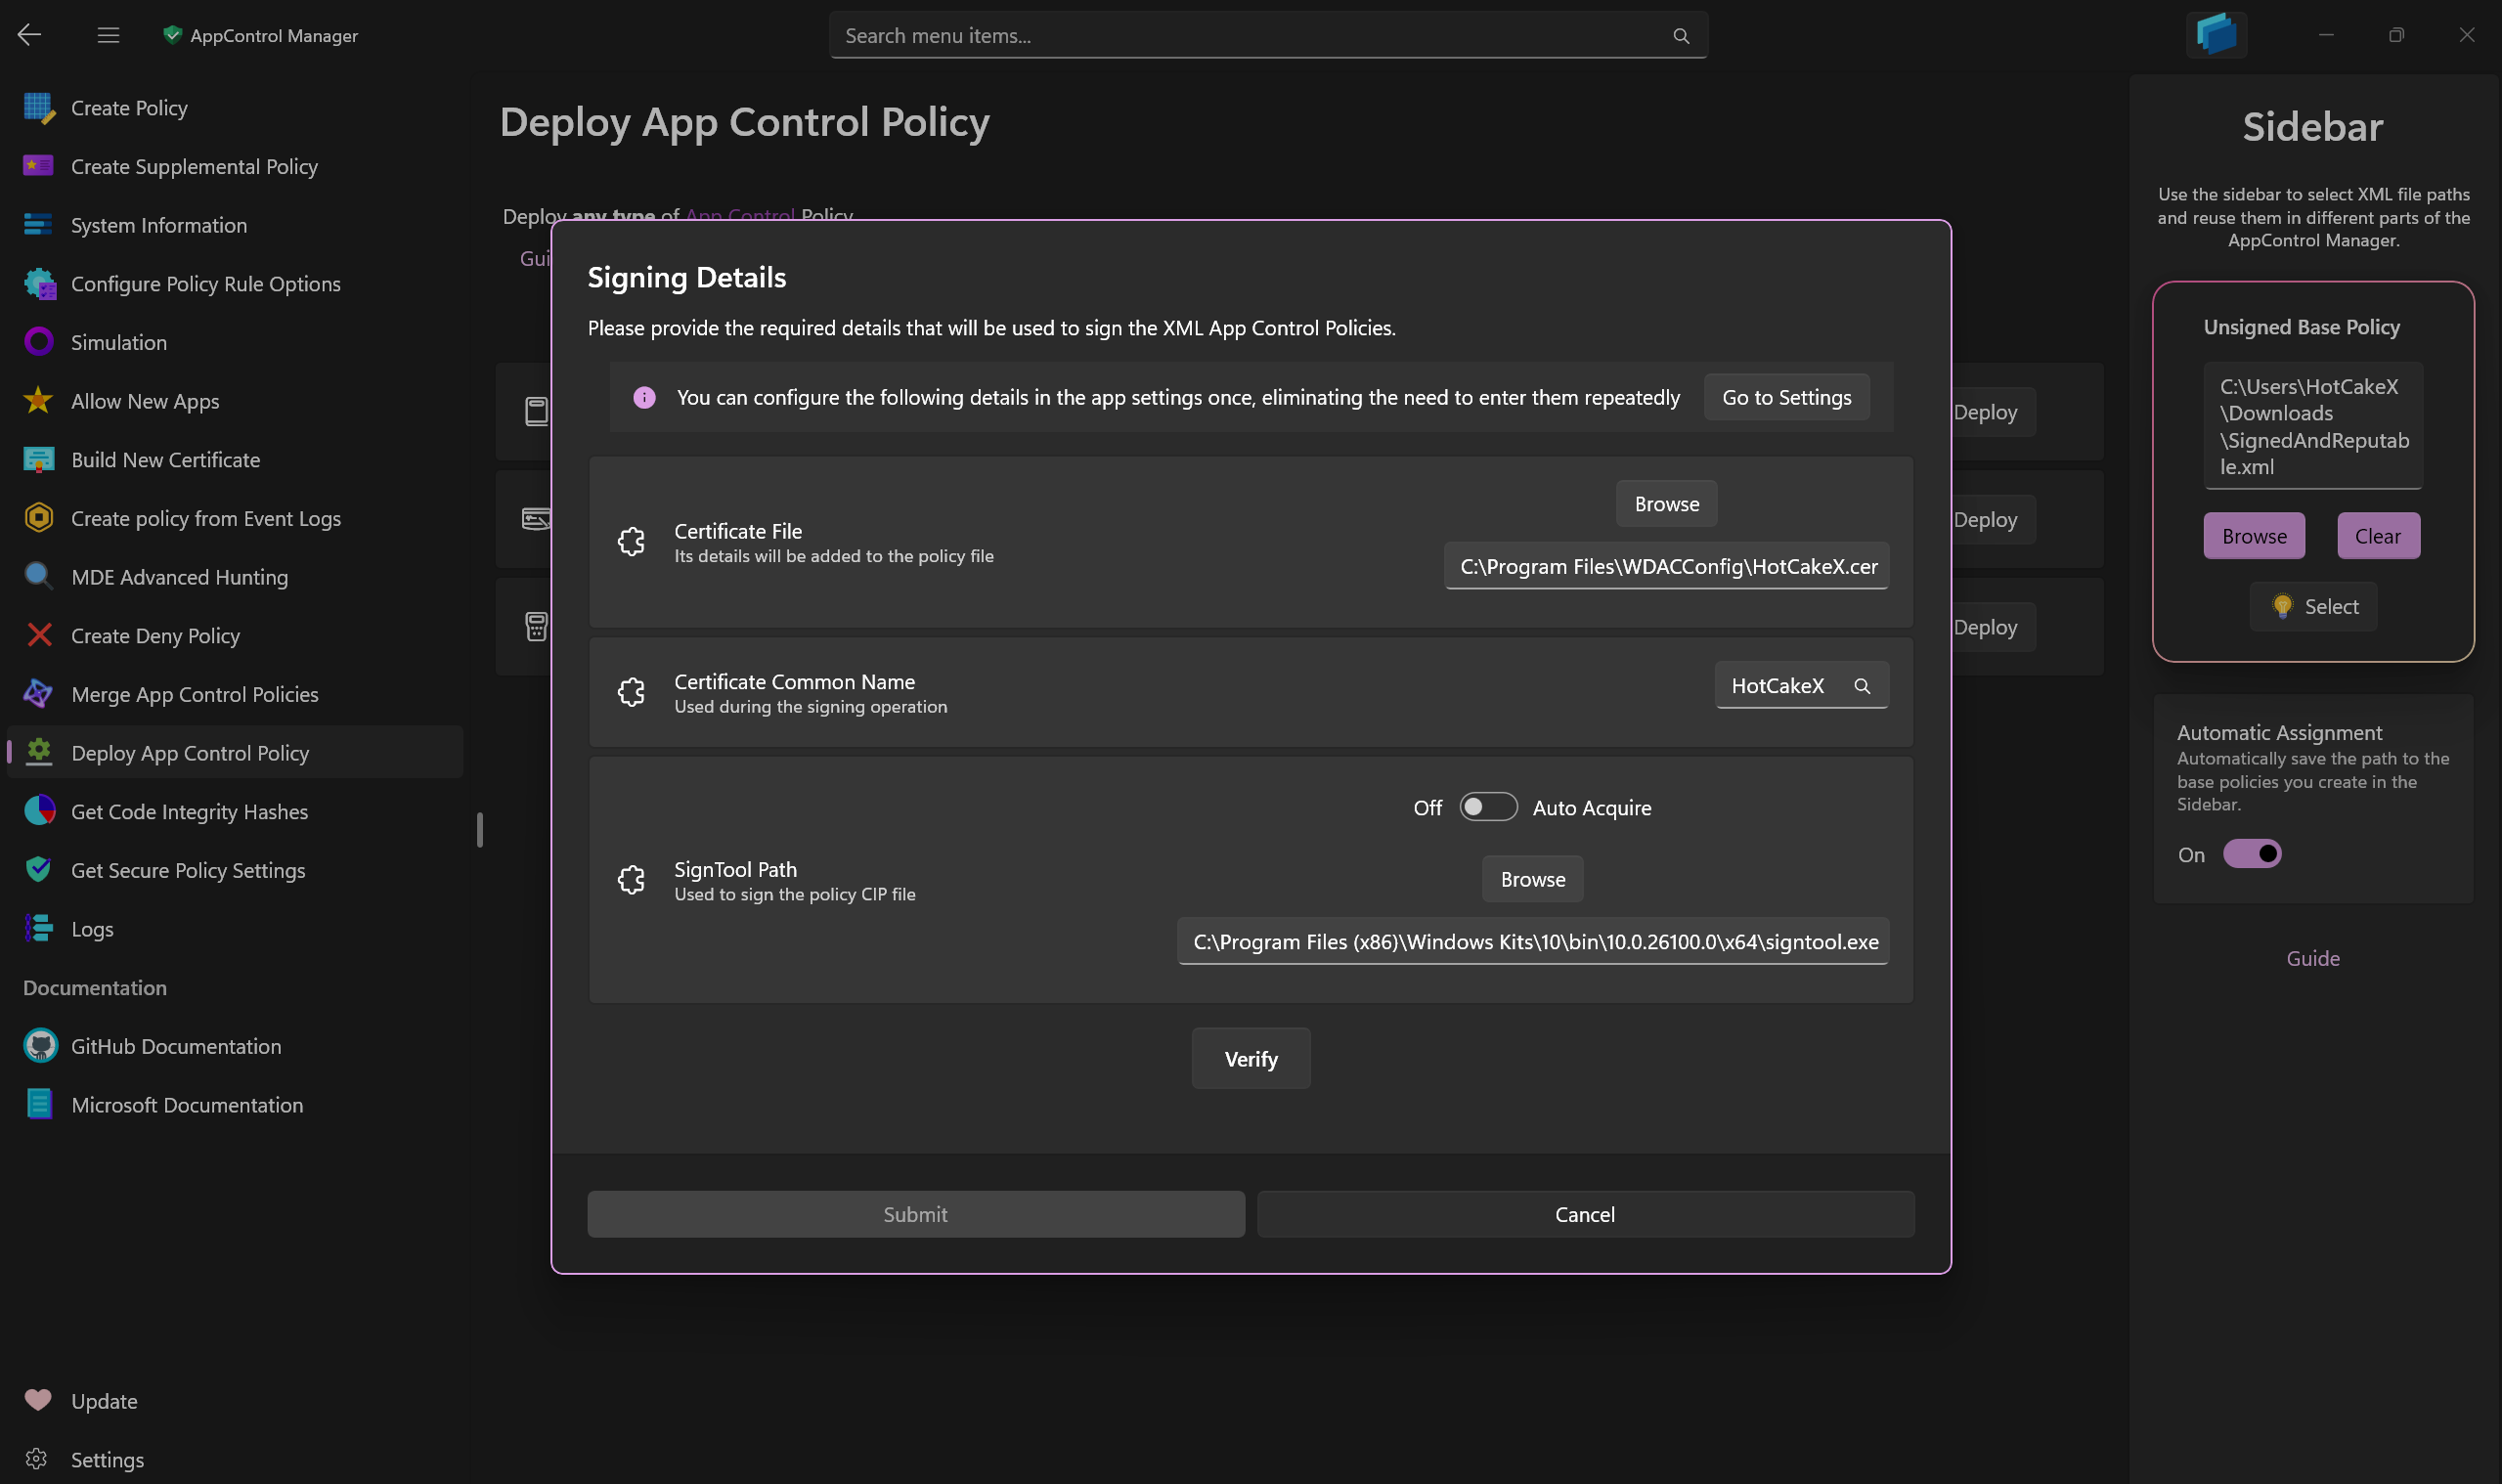 AppControl Manager
Search menu items...
Create Policy
Create Supplemental Policy
System Information
Configure Policy Rule Options
Simulation
Allow New Apps
Build New Certificate
Create policy from Event Logs
MDE Advanced Hunting
Create Deny Policy
Merge App Control Policies
Deploy App Control Policy
Get Code Integrity Hashes
Get Secure Policy Settings
Logs
Documentation
GitHub Documentation
Microsoft Documentation
Update
Settings
Deploy App Control Policy
Deploy any type of App Control Policy
Gui
Deploy
Deploy
Deploy
Signing Details
Please provide the required details that will be used to sign the XML App Control Policies.
You can configure the following details in the app settings once, eliminating the need to enter them repeatedly
Go to Settings
Certificate File
Its details will be added to the policy file
Browse
C:\Program Files\WDACConfig\HotCakeX.cer
Certificate Common Name
Used during the signing operation
HotCakeX
Off
Auto Acquire
SignTool Path
Used to sign the policy CIP file
Browse
C:\Program Files (x86)\Windows Kits\10\bin\10.0.26100.0\x64\signtool.exe
Verify
Submit
Cancel
Sidebar
Use the sidebar to select XML file paths
and reuse them in different parts of the
AppControl Manager.
Unsigned Base Policy
C:\Users\HotCakeX
\Downloads
\SignedAndReputab
le.xml
Browse
Clear
Select
Automatic Assignment
Automatically save the path to the
base policies you create in the
Sidebar.
On
Guide